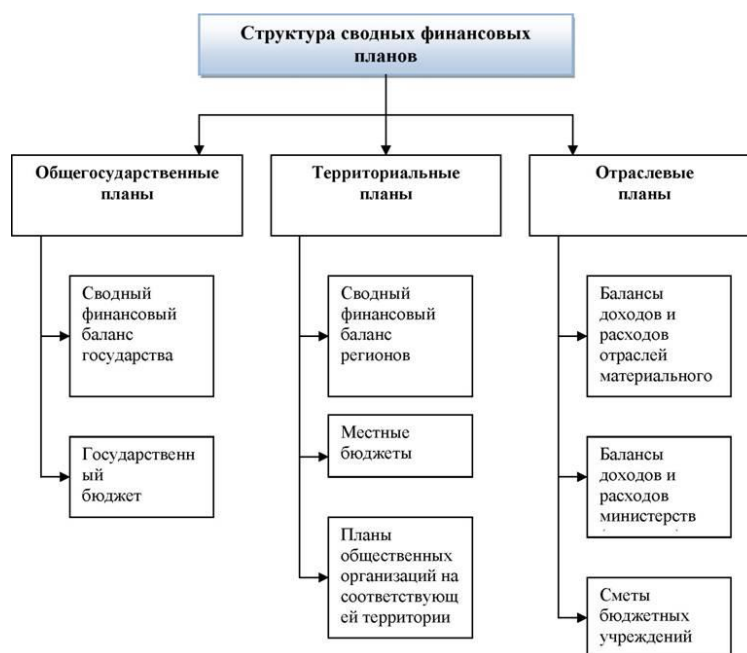 Структура сводных финансовых
планов
Общегосударственные
планы
Территориальные
планы
Отраслевые
планы
Сводный
финансовый
баланс
государства
Государственн
ый
бюджет
Сводный
финансовый
баланс
регионов
Местные
бюджеты
Планы
общественных
организаций на
соответствующ
ей территории
Балансы
доходов и
расходов
отраслей
материального
Балансы
доходов и
расходов
министерств
Сметы
бюджетных
учреждений